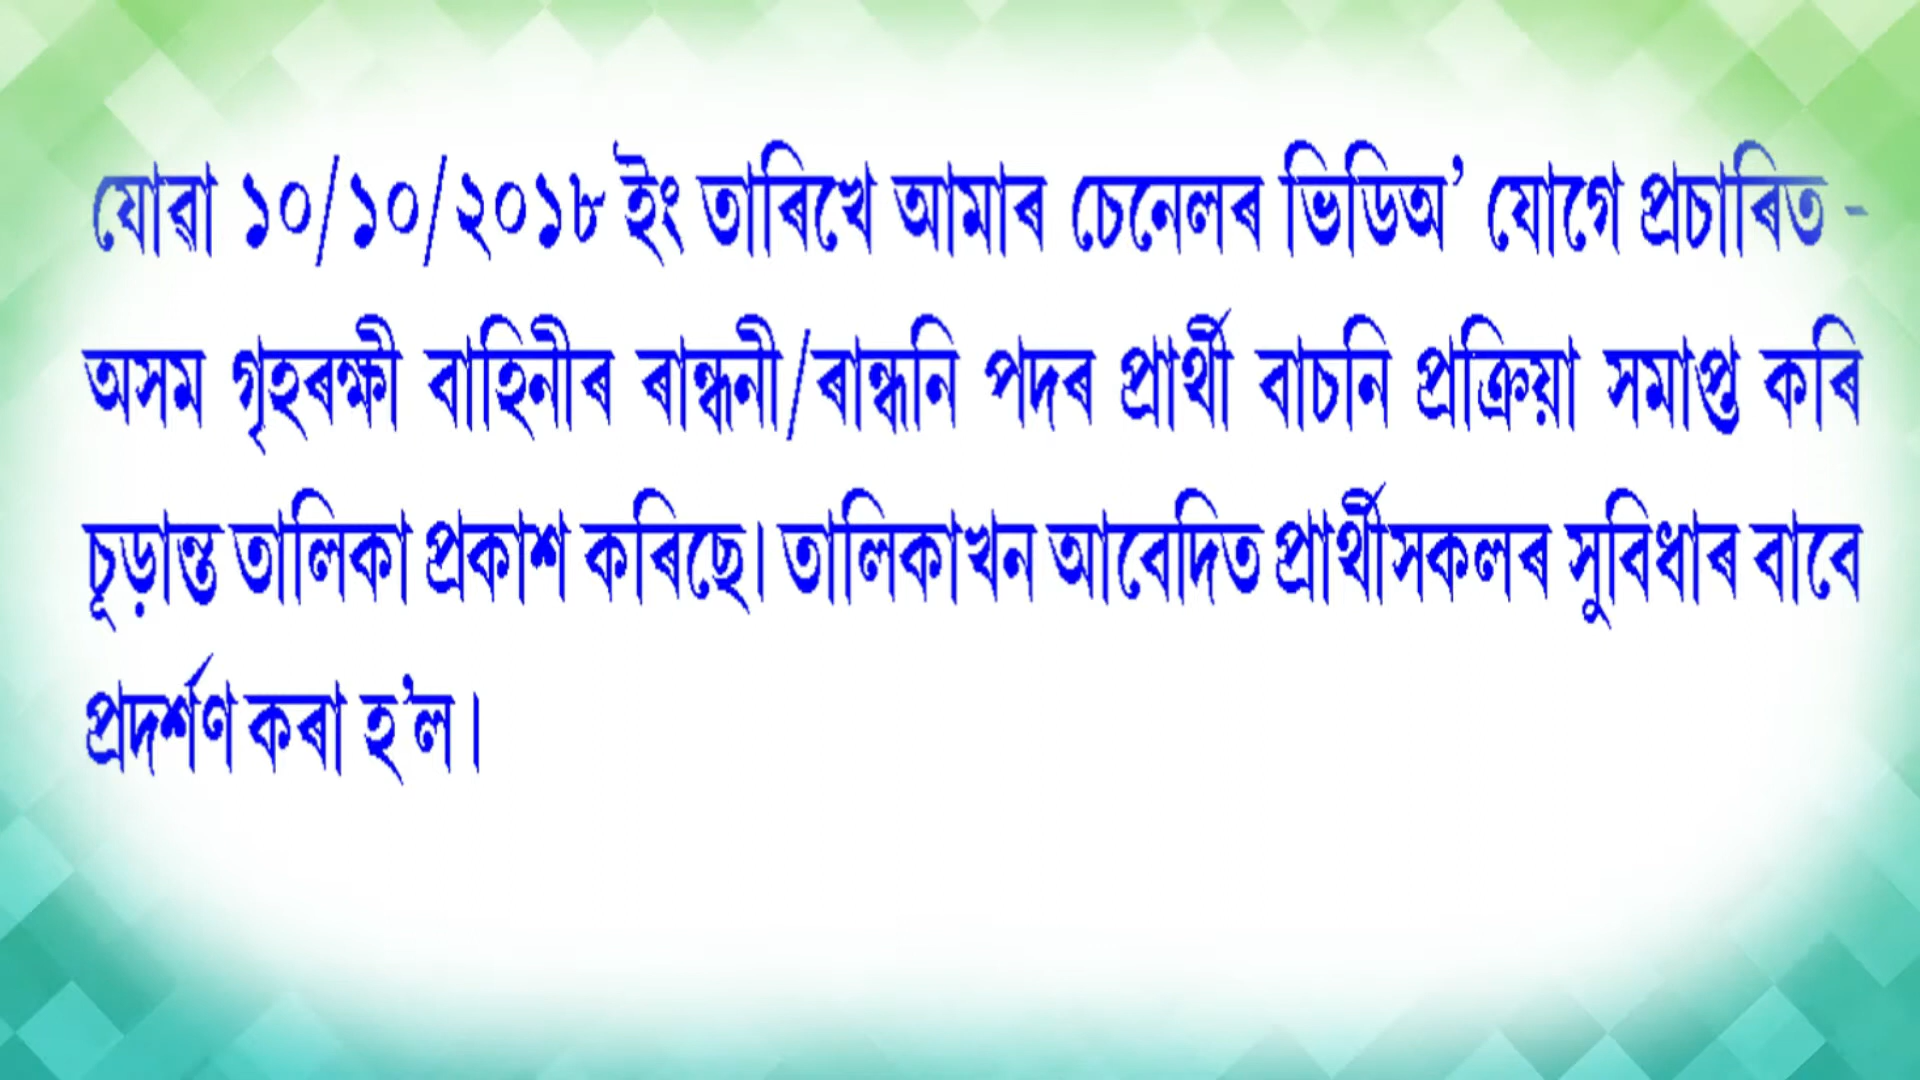 যোৱা ১০/১০/২০১৮ ইং তাৰিখে আমাৰ চেনেলৰ ভিডিঅ’ যোগে প্ৰচাৰিত -
অসম গৃহৰক্ষী বাহিনীৰ ৰান্ধনী/ৰান্ধনি পদৰ প্ৰাৰ্থী বাচনি প্ৰক্ৰিয়া সমাপ্ত কৰি
চূড়ান্ত তালিকা প্ৰকাশ কৰিছে। তালিকাখন আবেদিত প্ৰাৰ্থীসকলৰ সুবিধাৰ বাবে
প্ৰদৰ্শণ কৰা হ’ল।